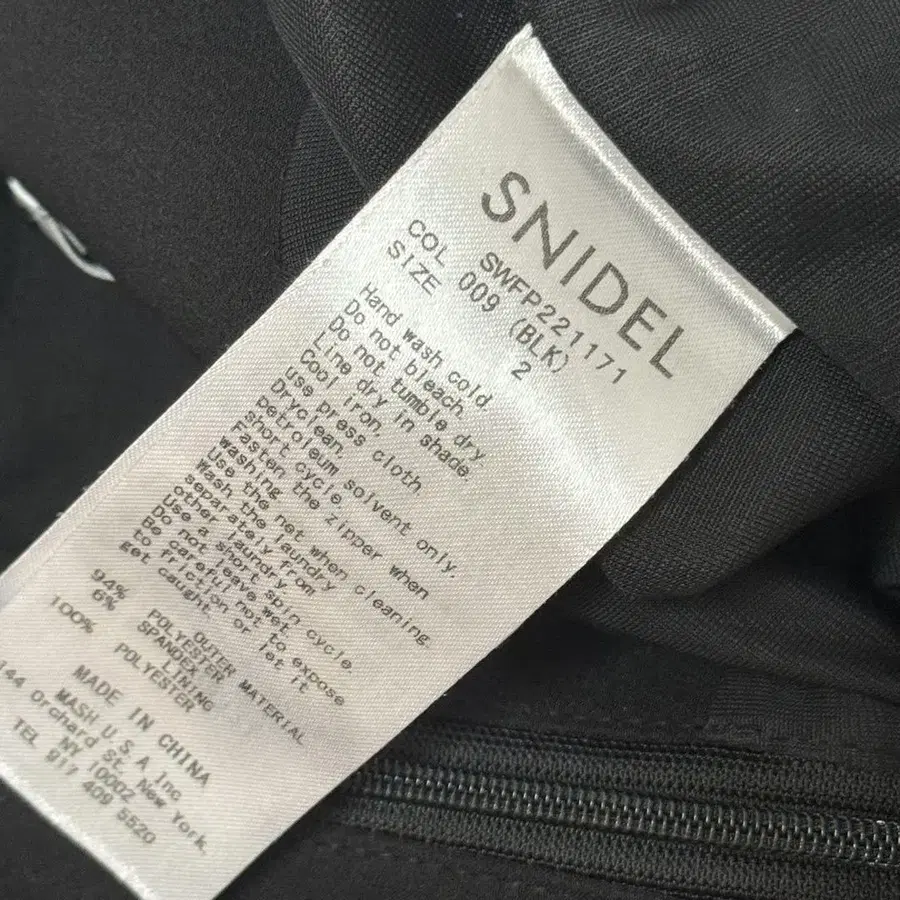 SNIDEL
SWFP221171
COL 009 (BLK)
SIZE 2
Hand wash cold.
Do not bleach.
Do not tumble dry.
Line dry in shade.
Cool iron.
use press cloth.
Dryclean.
petroleum solvent only.
short cycle.
Fasten the zipper when
washing.
Use the net when cleaning.
Wash the laundry
separately from
other laundry.
Use a short spin cycle.
Do not leave wet.
Be careful not to expose
to friction or let it
get caught.
OUTER MATERIAL
94% POLYESTER
6% SPANDEX
LINING
100% POLYESTER
MADE IN CHINA
MASH U.S.A Inc
144 Orchard St. New York,
NY 10002
TEL 917 409 5520